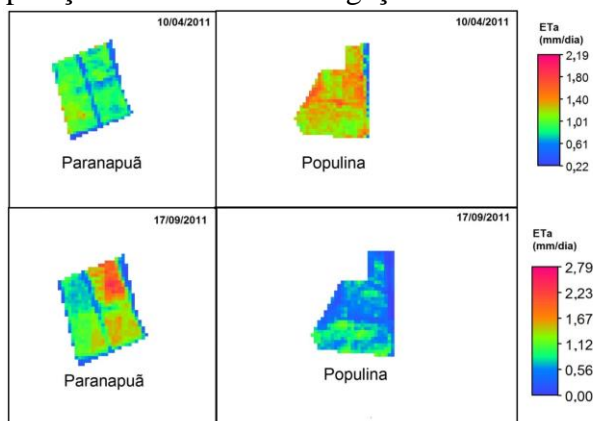 10/04/2011
Paranapuã
10/04/2011
Populina
ETa
(mm/dia)
2,19
1,80
1,40
1,01
0,61
0,22
17/09/2011
Paranapuã
17/09/2011
Populina
ETa
(mm/dia)
2,79
2,23
1,67
1,12
0,56
0,00